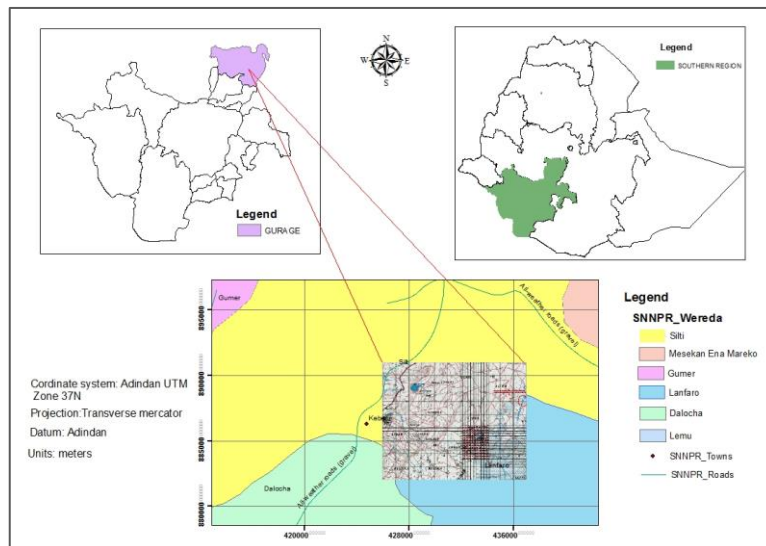 N
W E
S
Legend
GURAGE
Legend
SOUTHERN REGION
Gumer
All-weather roads (gravel)
Silti
Lanfaro
Dalocha
All-weather roads (gravel)
895000
890000
885000
880000
420000
428000
436000
Cordinate system: Adindan UTM
Zone 37N
Projection:Transverse mercator
Datum: Adindan
Units: meters
Legend
SNNPR_Wereda
Silti
Mesekan Ena Mareko
Gumer
Lanfaro
Dalocha
Lemu
SNNPR_Towns
SNNPR_Roads